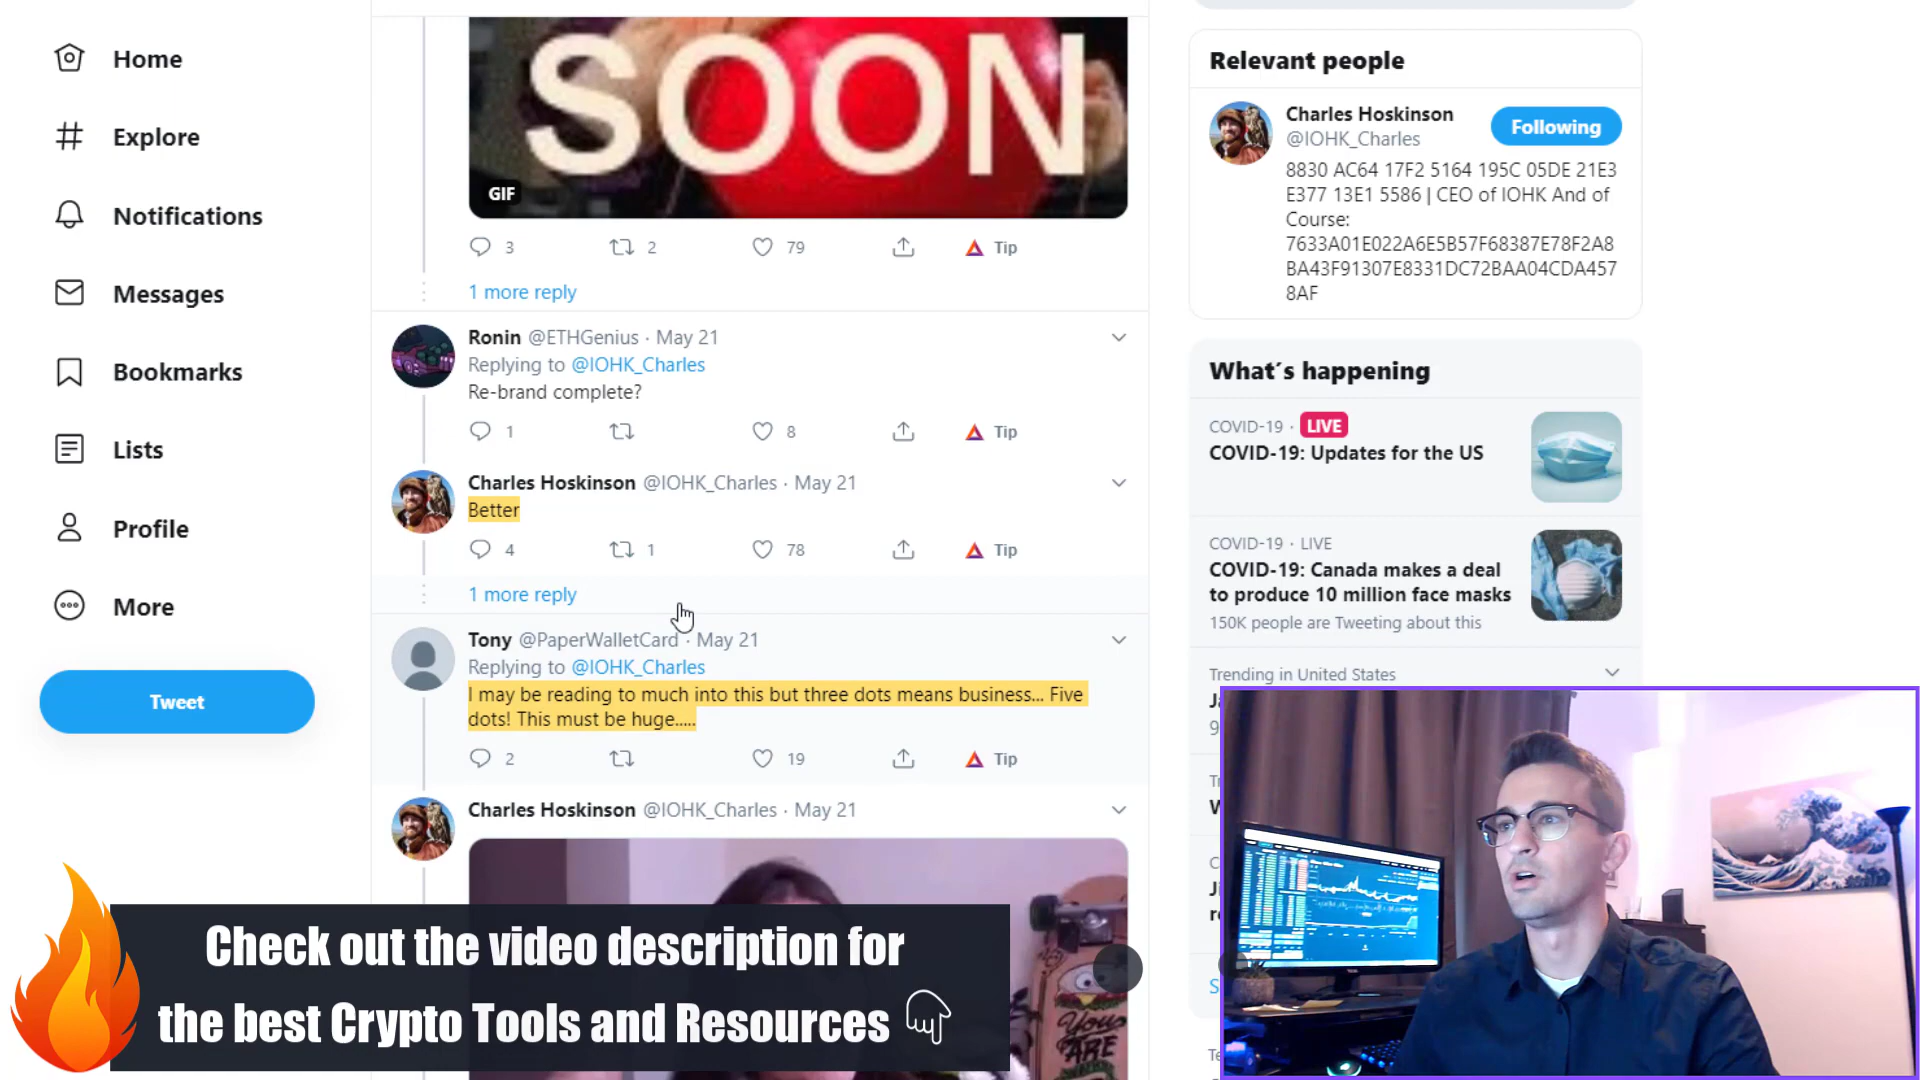 Home
Explore
Notifications
Messages
Bookmarks
Lists
Profile
More
Tweet
SOON
GIF
3
2
79
Tip
1 more reply
Ronin @ETHGenius · May 21
Replying to @IOHK_Charles
Re-brand complete?
1
8
Tip
Charles Hoskinson @IOHK_Charles · May 21
Better
4
1
78
Tip
1 more reply
Tony @PaperWalletCard · May 21
Replying to @IOHK_Charles
I may be reading to much into this but three dots means business... Five
dots! This must be huge.....
2
19
Tip
Charles Hoskinson @IOHK_Charles · May 21
You
ARE
Relevant people
Charles Hoskinson
@IOHK_Charles
Following
8830 AC64 17F2 5164 195C 05DE 21E3
E377 13E1 5586 | CEO of IOHK And of
Course:
7633A01E022A6E5B57F68387E78F2A8
BA43F91307E8331DC72BAA04CDA457
8AF
What's happening
COVID-19 · LIVE
COVID-19: Updates for the US
COVID-19 · LIVE
COVID-19: Canada makes a deal
to produce 10 million face masks
150K people are Tweeting about this
Trending in United States
Check out the video description for
the best Crypto Tools and Resources